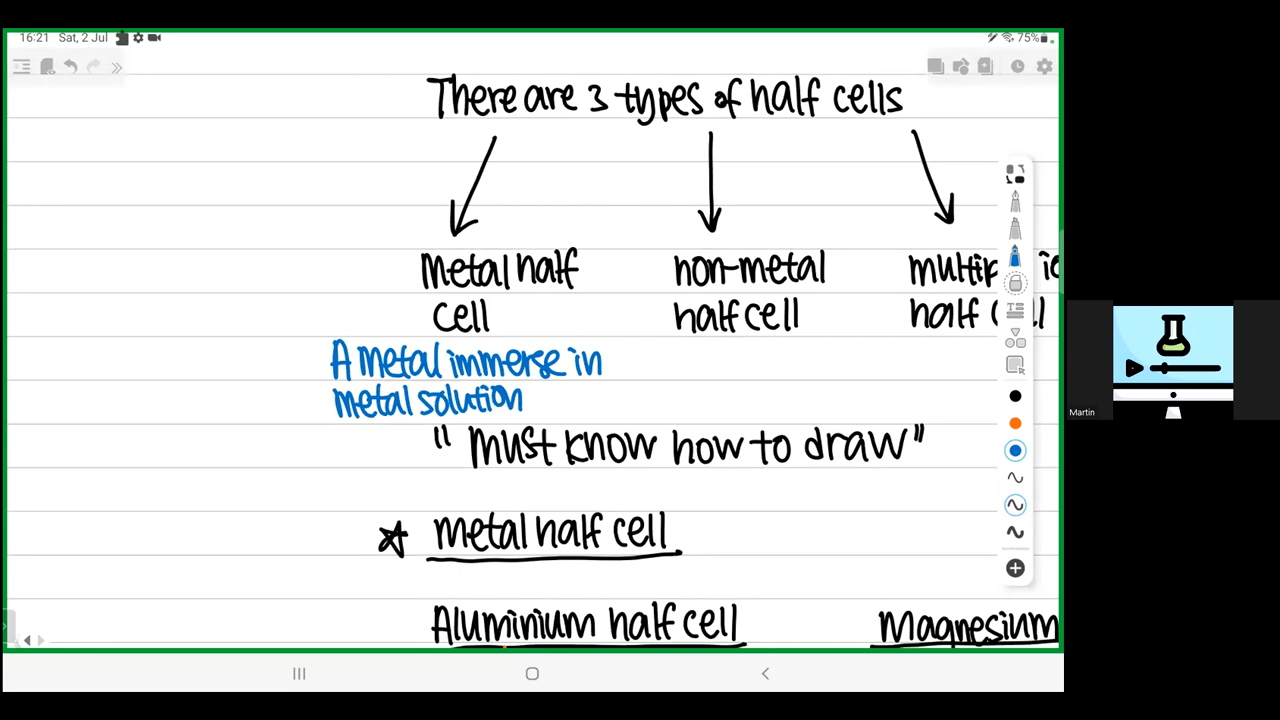 16:21 Sat, 2 Jul 75%
There are 3 types of half cells
Metal half cell
non-metal half cell
half
A metal immerse in
metal solution
"Must know how to draw"
Metal half cell
Aluminium half cell
Magnesium
Martin